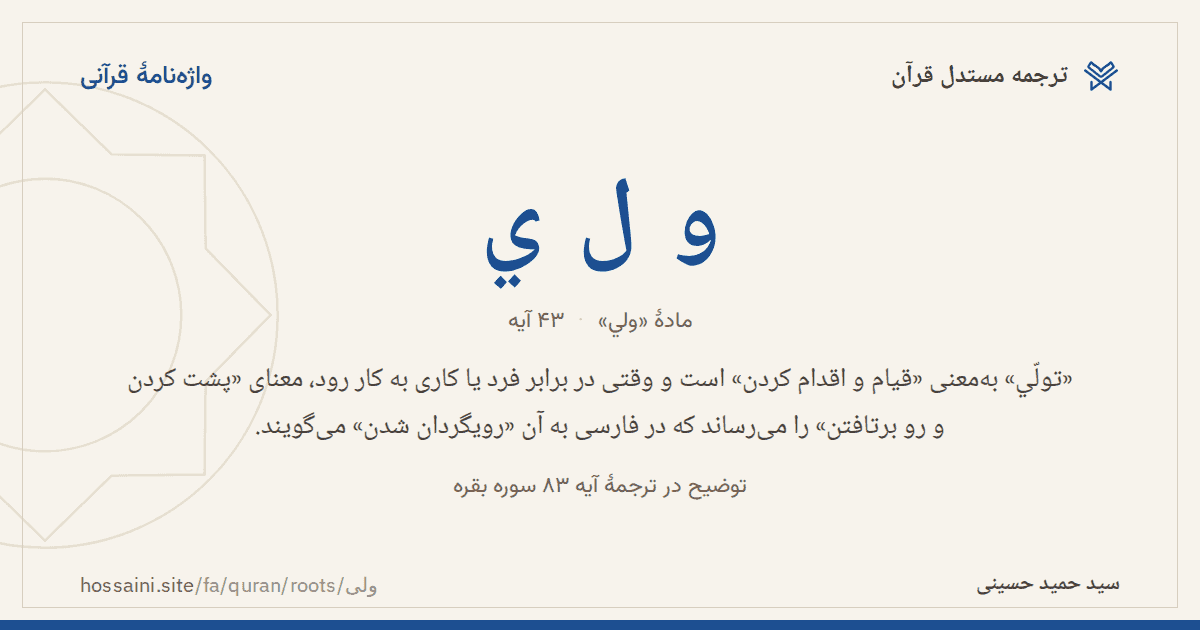 ترجمه مستدل قرآن
واژه‌نامهٔ قرآنی
و ل ي
مادهٔ «ولي» · ۴۳ آیه
«تولّي» به‌معنی «قیام و اقدام کردن» است و وقتی در برابر فرد یا کاری به کار رود، معنای «پشت کردن
و رو برتافتن» را می‌رساند که در فارسی به آن «رویگردان شدن» می‌گویند.
توضیح در ترجمهٔ آیه ۸۳ سوره بقره
سید حمید حسینی
hossaini.site/fa/quran/roots/ولی